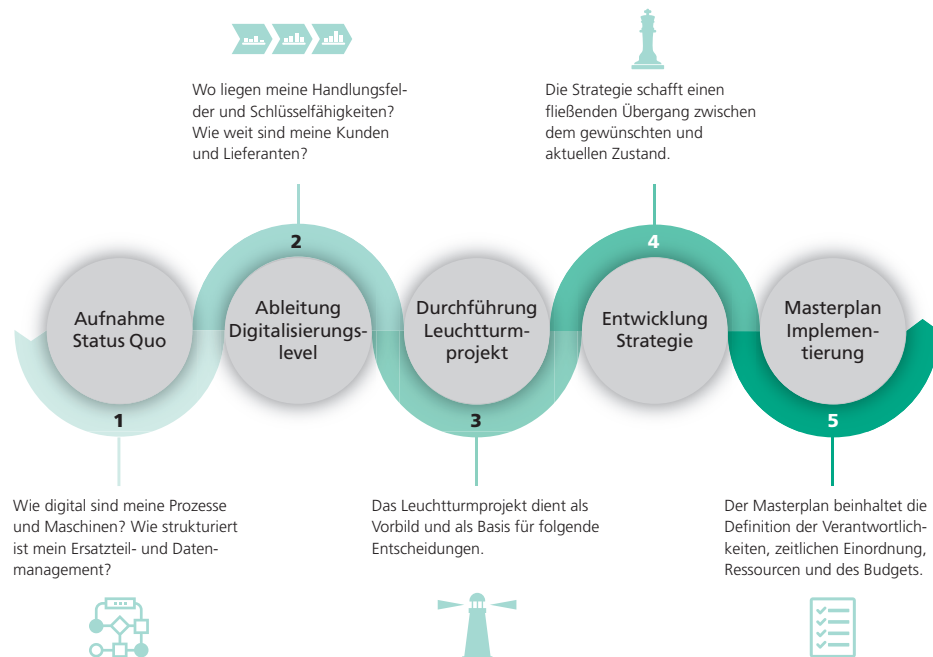 Wo liegen meine Handlungsfel-
der und Schlüsselfähigkeiten?
Wie weit sind meine Kunden
und Lieferanten?
Die Strategie schafft einen
fließenden Übergang zwischen
dem gewünschten und
aktuellen Zustand.
2
4
Aufnahme
Status Quo
Ableitung
Digitalisierungs-
level
Durchführung
Leuchtturm-
projekt
Entwicklung
Strategie
Masterplan
Implemen-
tierung
1
3
5
Wie digital sind meine Prozesse
und Maschinen? Wie strukturiert
ist mein Ersatzteil- und Daten-
management?
Das Leuchtturmprojekt dient als
Vorbild und als Basis für folgende
Entscheidungen.
Der Masterplan beinhaltet die
Definition der Verantwortlich-
keiten, zeitlichen Einordnung,
Ressourcen und des Budgets.